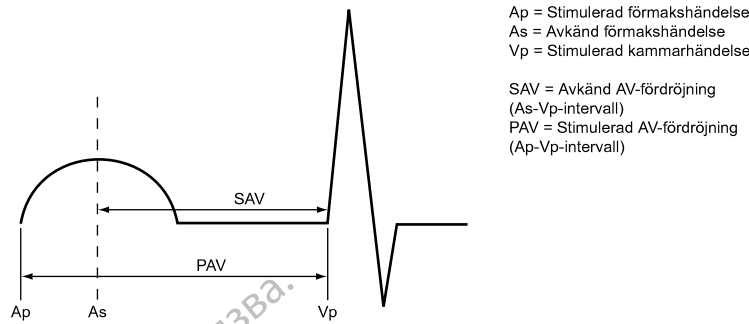 Ap = Stimulerad förmakshändelse
As = Avkänd förmakshändelse
Vp = Stimulerad kammarhändelse
SAV = Avkänd AV-fördröjning
(As-Vp-intervall)
PAV = Stimulerad AV-fördröjning
(Ap-Vp-intervall)
SAV
PAV
Ap As Vp